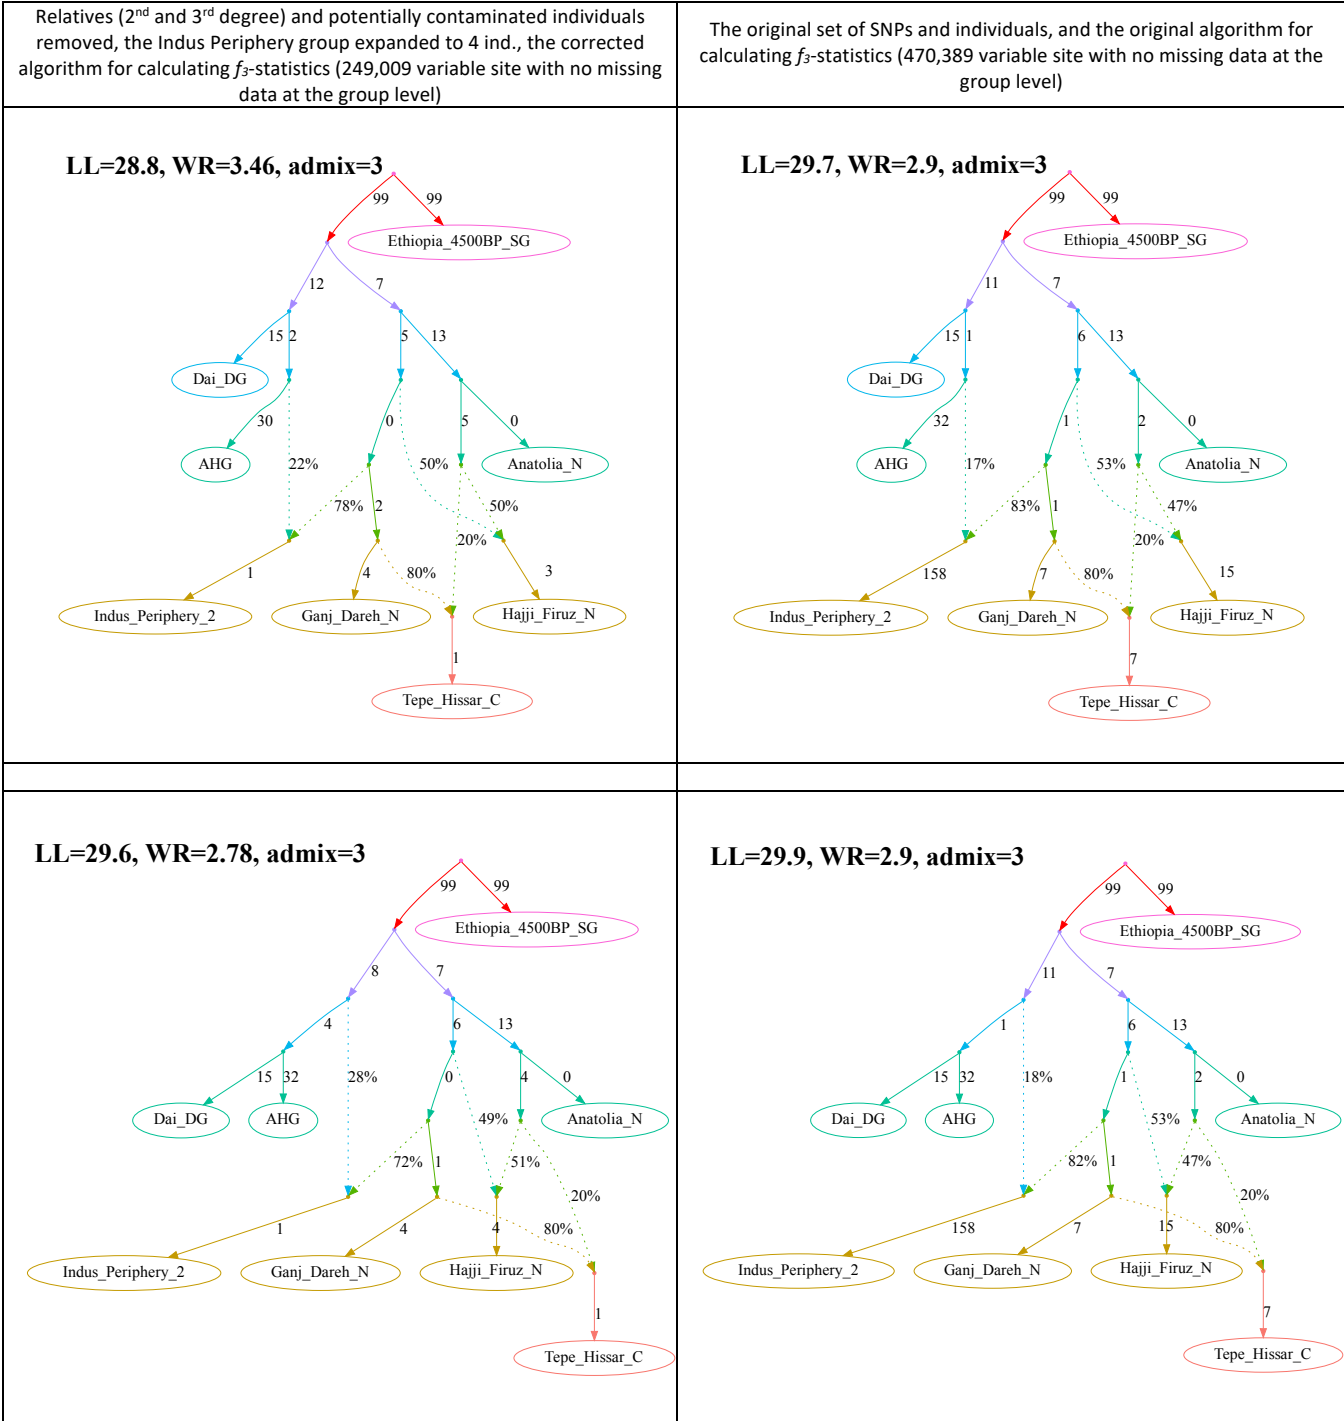 Relatives (2nd and 3rd degree) and potentially contaminated individuals
removed, the Indus Periphery group expanded to 4 ind., the corrected
algorithm for calculating f3-statistics (249,009 variable site with no missing
data at the group level)
The original set of SNPs and individuals, and the original algorithm for
calculating f3-statistics (470,389 variable site with no missing data at the
group level)
LL=28.8, WR=3.46, admix=3
99
99
Ethiopia_4500BP_SG
12
7
15
2
5
13
Dai_DG
30
0
5
0
AHG
22%
50%
Anatolia_N
78%
2
50%
20%
1
4
80%
3
Indus_Periphery_2
Ganj_Dareh_N
Hajji_Firuz_N
1
Tepe_Hissar_C
LL=29.7, WR=2.9, admix=3
99
99
Ethiopia_4500BP_SG
11
7
15
1
6
13
Dai_DG
32
1
2
0
AHG
17%
53%
Anatolia_N
83%
1
47%
20%
158
7
80%
15
Indus_Periphery_2
Ganj_Dareh_N
Hajji_Firuz_N
7
Tepe_Hissar_C
LL=29.6, WR=2.78, admix=3
99
99
Ethiopia_4500BP_SG
8
7
4
6
13
15
32
28%
0
4
0
Dai_DG
AHG
49%
Anatolia_N
72%
1
51%
20%
1
4
4
80%
Indus_Periphery_2
Ganj_Dareh_N
Hajji_Firuz_N
1
Tepe_Hissar_C
LL=29.9, WR=2.9, admix=3
99
99
Ethiopia_4500BP_SG
11
7
1
6
13
15
32
18%
1
2
0
Dai_DG
AHG
53%
Anatolia_N
82%
1
47%
20%
158
7
15
80%
Indus_Periphery_2
Ganj_Dareh_N
Hajji_Firuz_N
7
Tepe_Hissar_C